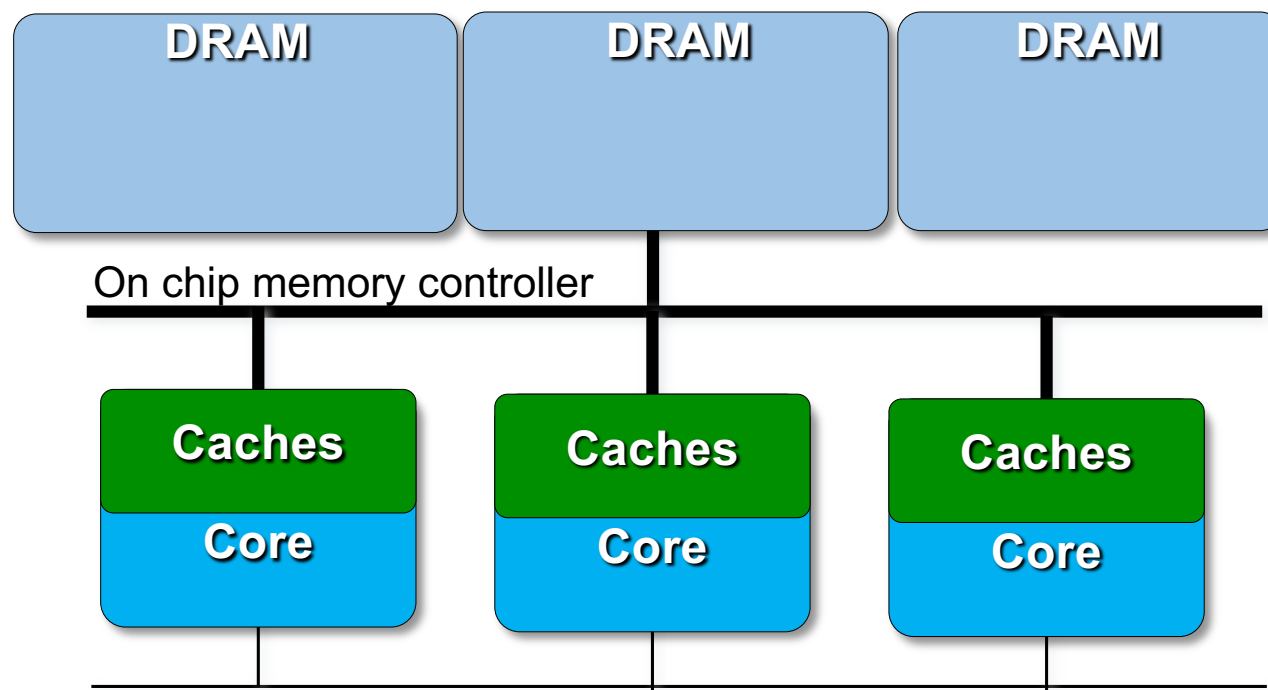 DRAM DRAM DRAM
On chip memory controller
Caches Caches Caches
Core Core Core